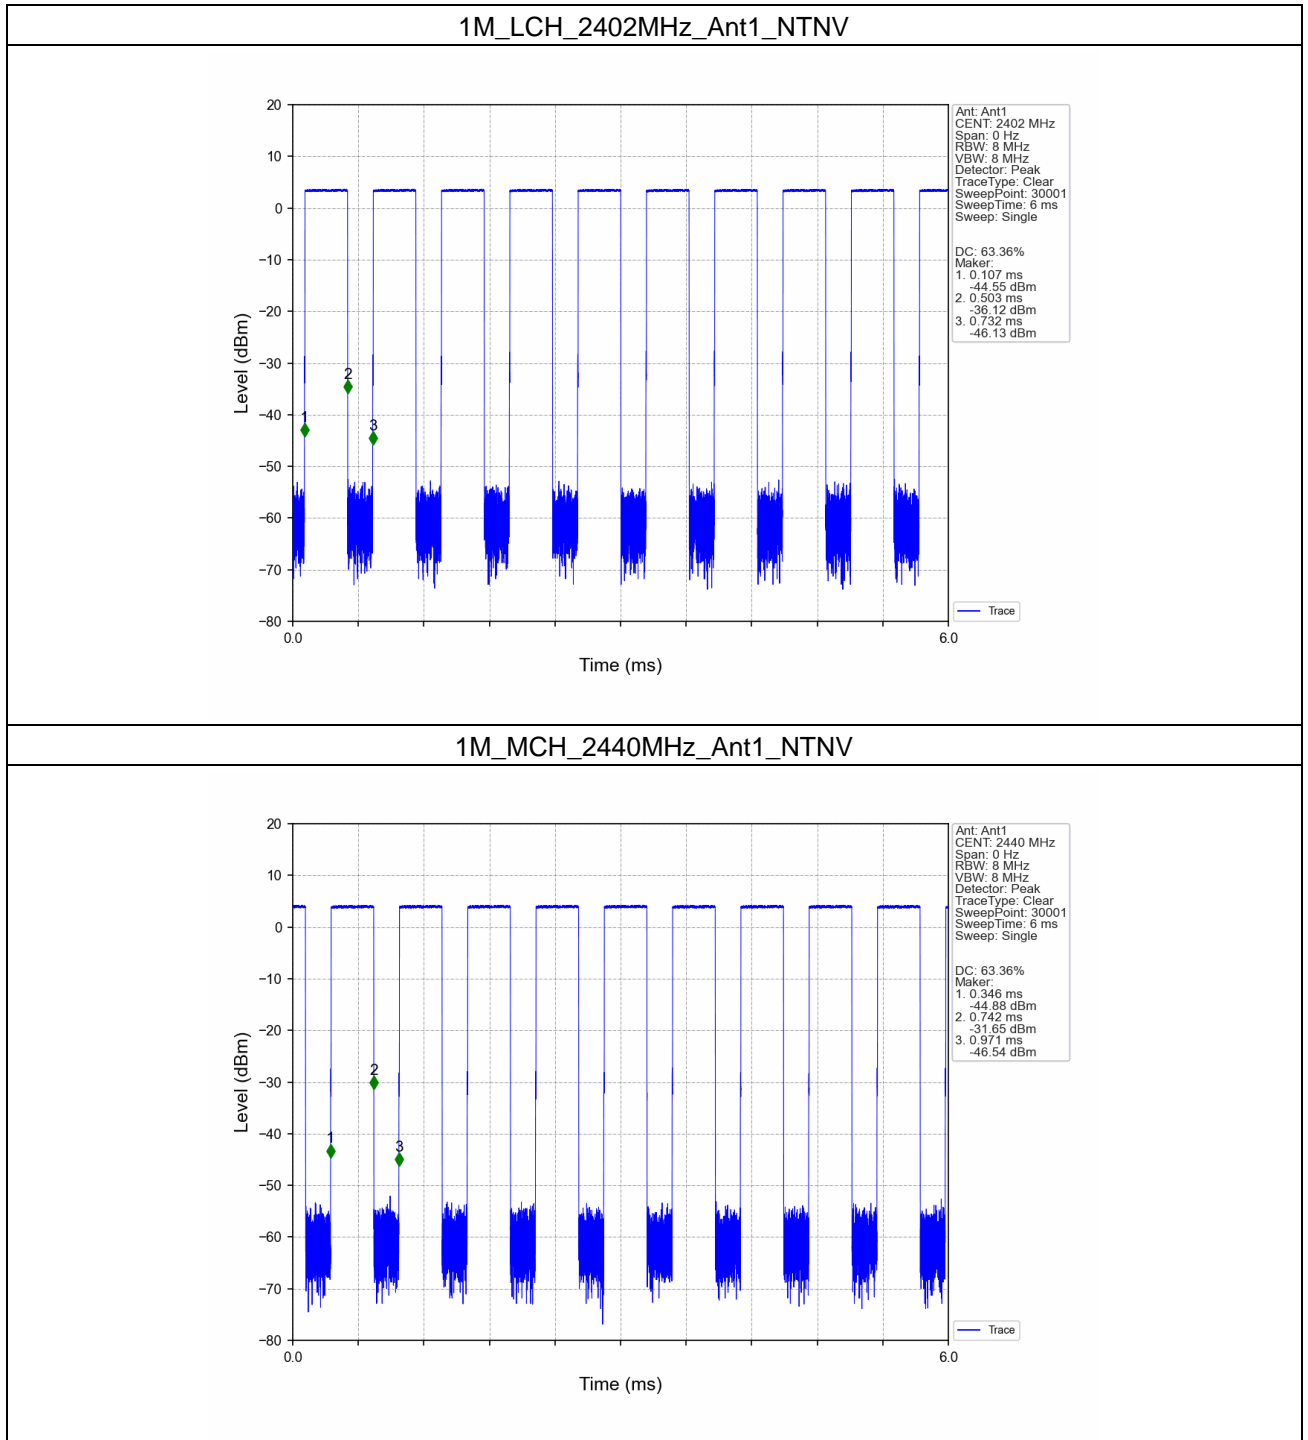 1M_LCH_2402MHz_Ant1_NTNV
20
10
0
−10
−20
−30
−40
−50
−60
−70
−80
Level (dBm)
1
2
3
0.0
6.0
Time (ms)
Ant: Ant1
CENT: 2402 MHz
Span: 0 Hz
RBW: 8 MHz
VBW: 8 MHz
Detector: Peak
TraceType: Clear
SweepPoint: 30001
SweepTime: 6 ms
Sweep: Single
DC: 63.36%
Maker:
1. 0.107 ms
-44.55 dBm
2. 0.503 ms
-36.12 dBm
3. 0.732 ms
-46.13 dBm
Trace
1M_MCH_2440MHz_Ant1_NTNV
20
10
0
−10
−20
−30
−40
−50
−60
−70
−80
Level (dBm)
1
2
3
0.0
6.0
Time (ms)
Ant: Ant1
CENT: 2440 MHz
Span: 0 Hz
RBW: 8 MHz
VBW: 8 MHz
Detector: Peak
TraceType: Clear
SweepPoint: 30001
SweepTime: 6 ms
Sweep: Single
DC: 63.36%
Maker:
1. 0.346 ms
-44.88 dBm
2. 0.742 ms
-31.65 dBm
3. 0.971 ms
-46.54 dBm
Trace